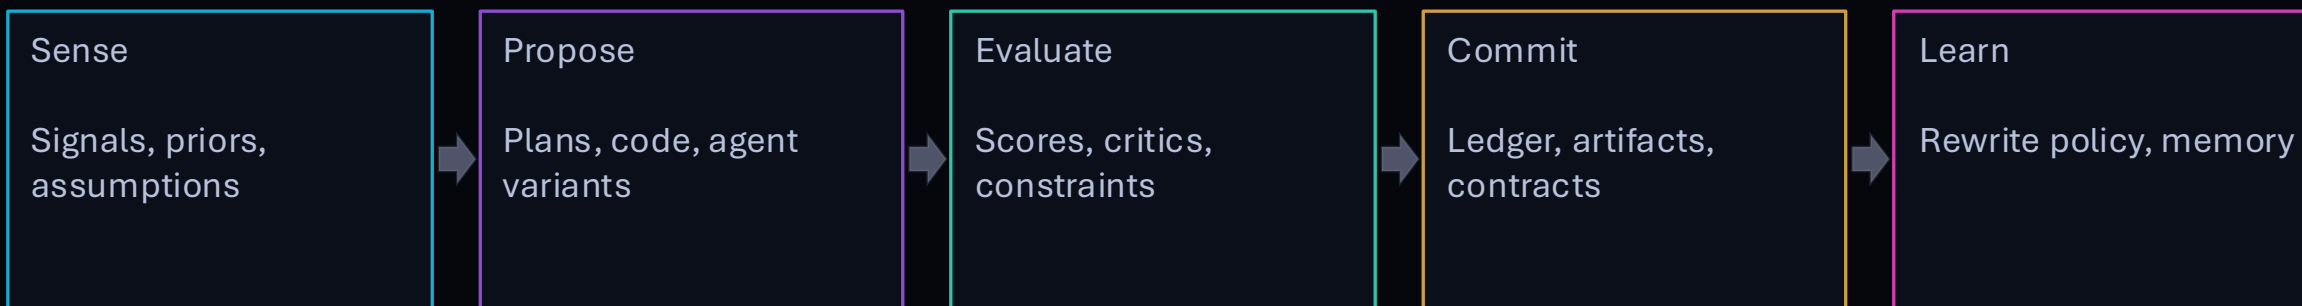 Sense
Signals, priors,
assumptions
Propose
Plans, code, agent
variants
Evaluate
Scores, critics,
constraints
Commit
Ledger, artifacts,
contracts
Learn
Rewrite policy, memory